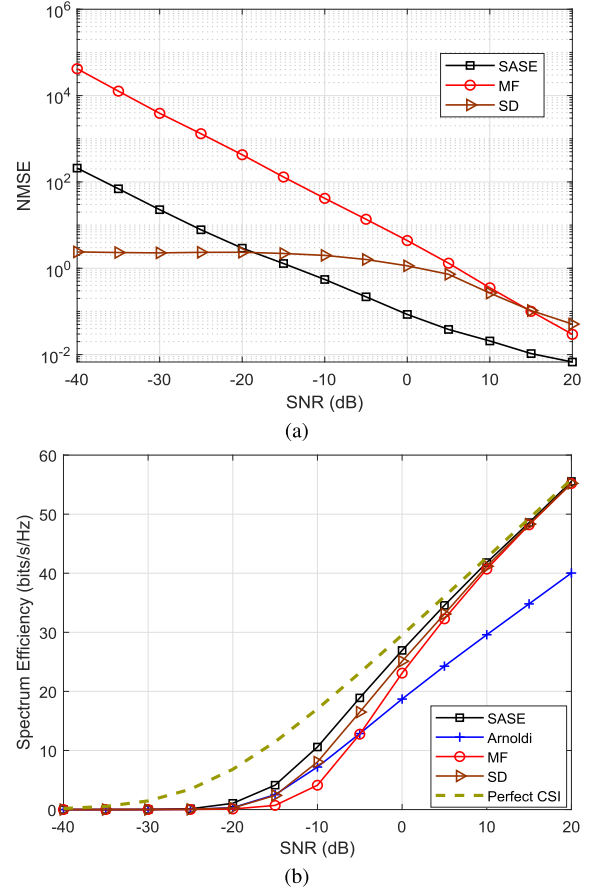 10^6
10^4
10^2
10^0
10^-2
NMSE
SASE
MF
SD
-40 -30 -20 -10 0 10 20
SNR (dB)
(a)
60
50
40
30
20
10
0
Spectrum Efficiency (bits/s/Hz)
SASE
Arnoldi
MF
SD
Perfect CSI
-40 -30 -20 -10 0 10 20
SNR (dB)
(b)